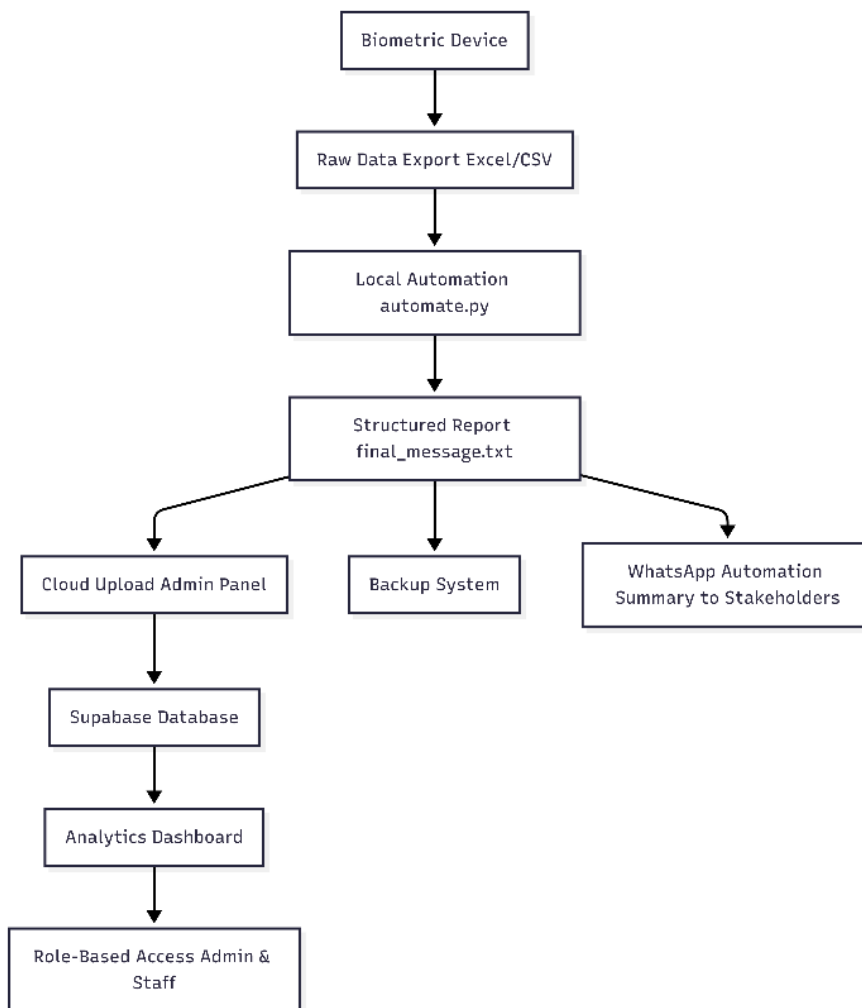 Biometric Device
Raw Data Export Excel/CSV
Local Automation
automate.py
Structured Report
final_message.txt
Cloud Upload Admin Panel
Backup System
WhatsApp Automation
Summary to Stakeholders
Supabase Database
Analytics Dashboard
Role-Based Access Admin &
Staff